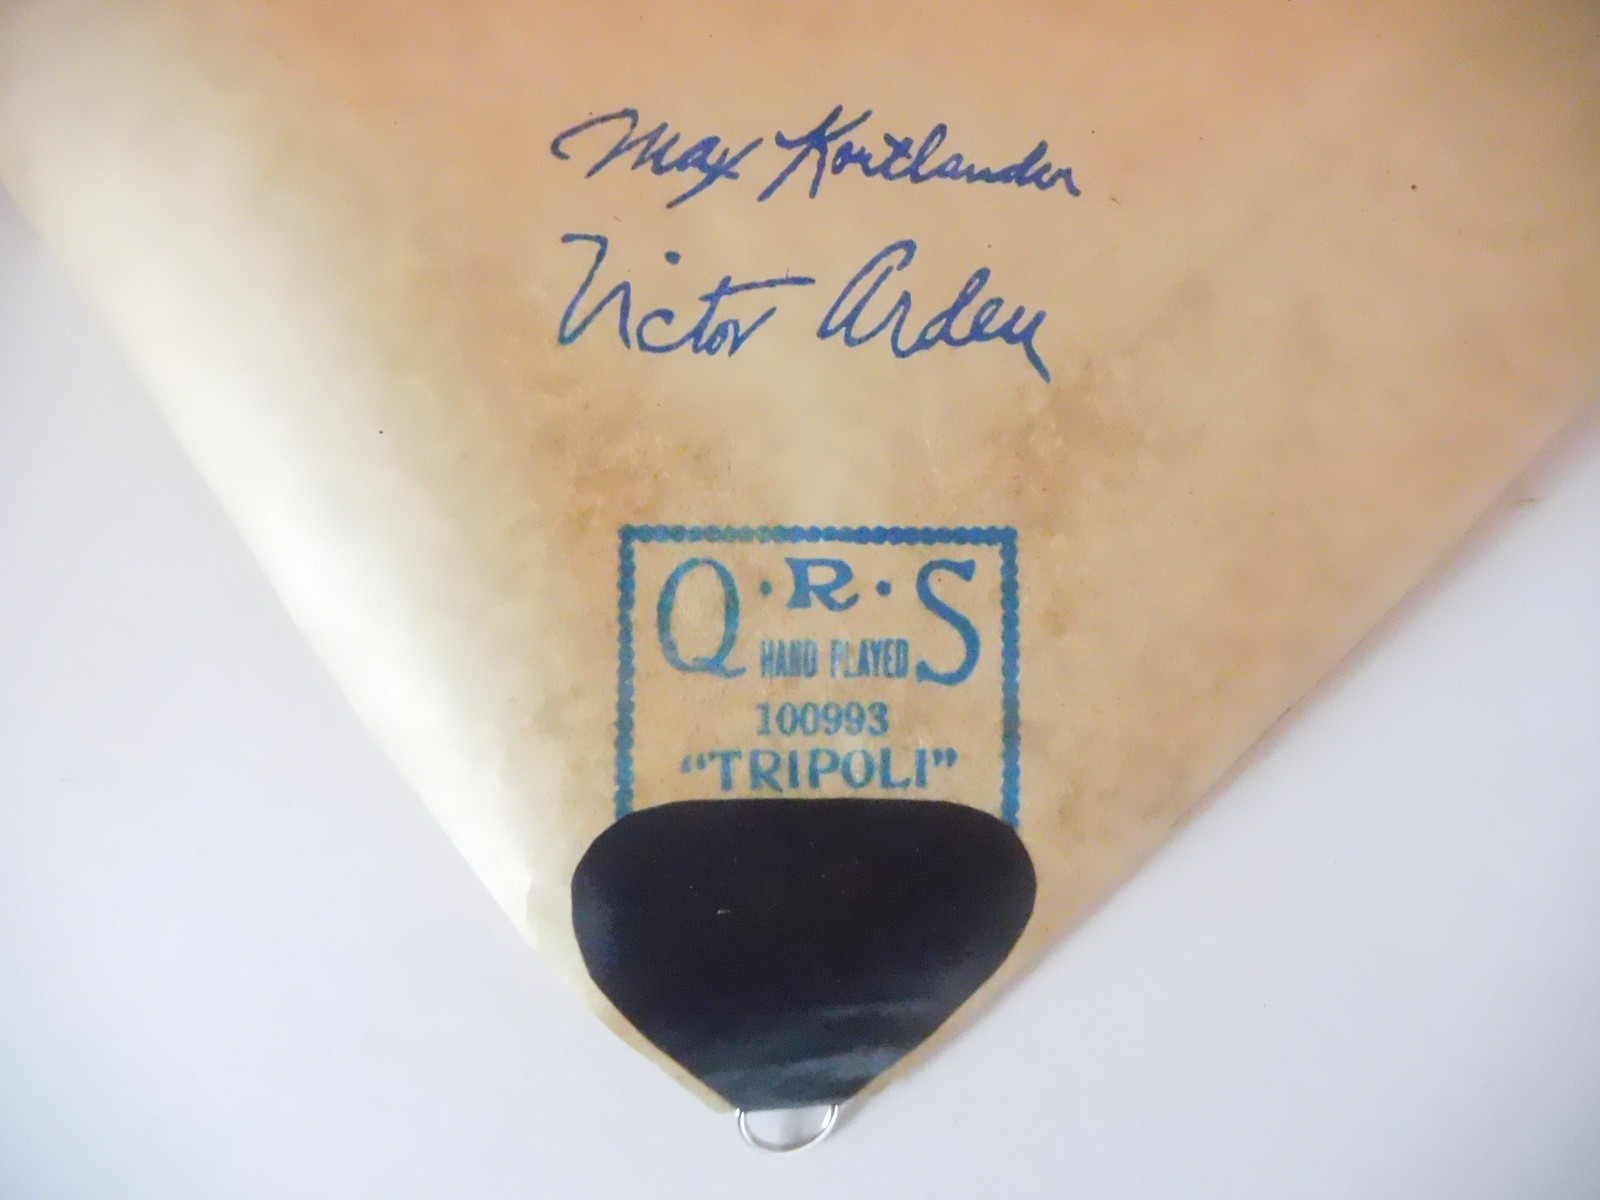 Max Kortlander
Victor Arden
Q·R·S
HAND PLAYED
100993
"TRIPOLI"